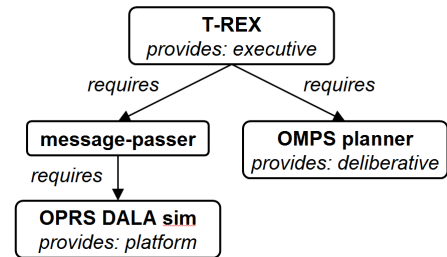 T-REX
provides: executive
requires requires
message-passer
OMPS planner
provides: deliberative
requires
OPRS DALA sim
provides: platform